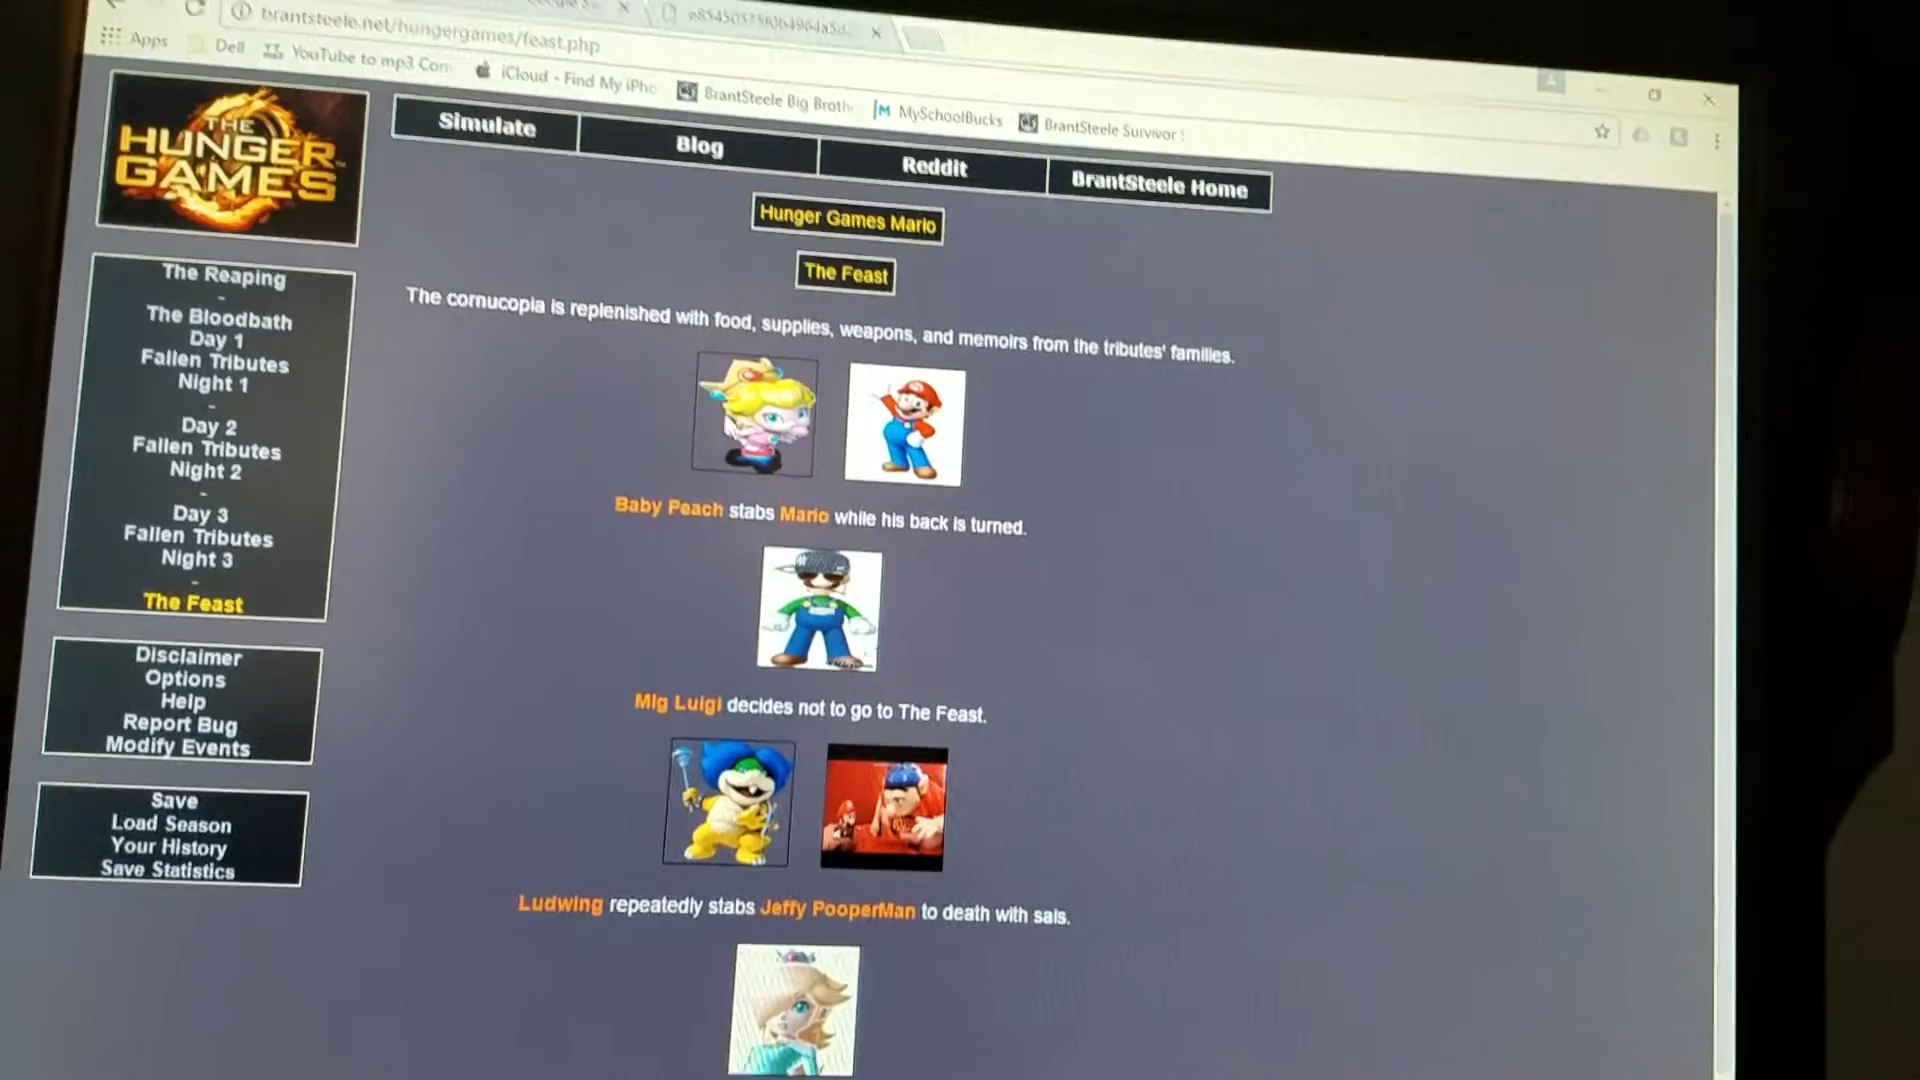 brantsteele.net/hungergames/feast.php
Apps Dell YouTube to mp3 Con iCloud - Find My iPho BrantSteele Big Broth MySchoolBucks BrantSteele Survivor
THE
HUNGER
GAMES
Simulate Blog Reddit BrantSteele Home
Hunger Games Mario
The Feast
The cornucopia is replenished with food, supplies, weapons, and memoirs from the tributes' families.
Baby Peach stabs Mario while his back is turned.
Mlg Luigi decides not to go to The Feast.
Ludwing repeatedly stabs Jeffy PooperMan to death with sais.
The Reaping
-
The Bloodbath
Day 1
Fallen Tributes
Night 1
-
Day 2
Fallen Tributes
Night 2
-
Day 3
Fallen Tributes
Night 3
-
The Feast
Disclaimer
Options
Help
Report Bug
Modify Events
Save
Load Season
Your History
Save Statistics